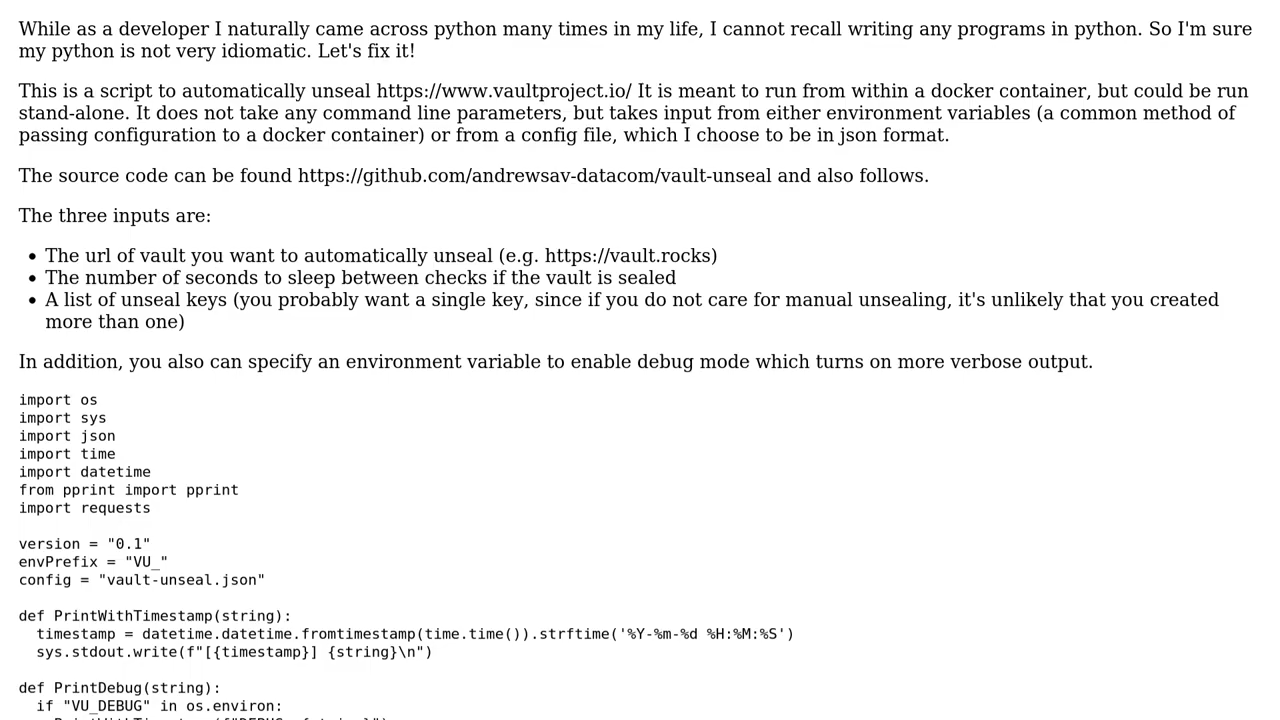 While as a developer I naturally came across python many times in my life, I cannot recall writing any programs in python. So I'm sure
my python is not very idiomatic. Let's fix it!
This is a script to automatically unseal https://www.vaultproject.io/ It is meant to run from within a docker container, but could be run
stand-alone. It does not take any command line parameters, but takes input from either environment variables (a common method of
passing configuration to a docker container) or from a config file, which I choose to be in json format.
The source code can be found https://github.com/andrewsav-datacom/vault-unseal and also follows.
The three inputs are:
• The url of vault you want to automatically unseal (e.g. https://vault.rocks)
• The number of seconds to sleep between checks if the vault is sealed
• A list of unseal keys (you probably want a single key, since if you do not care for manual unsealing, it's unlikely that you created
more than one)
In addition, you also can specify an environment variable to enable debug mode which turns on more verbose output.
import os
import sys
import json
import time
import datetime
from pprint import pprint
import requests
version = "0.1"
envPrefix = "VU_"
config = "vault-unseal.json"
def PrintWithTimestamp(string):
  timestamp = datetime.datetime.fromtimestamp(time.time()).strftime('%Y-%m-%d %H:%M:%S')
  sys.stdout.write(f"[{timestamp}] {string}\n")
def PrintDebug(string):
  if "VU_DEBUG" in os.environ: